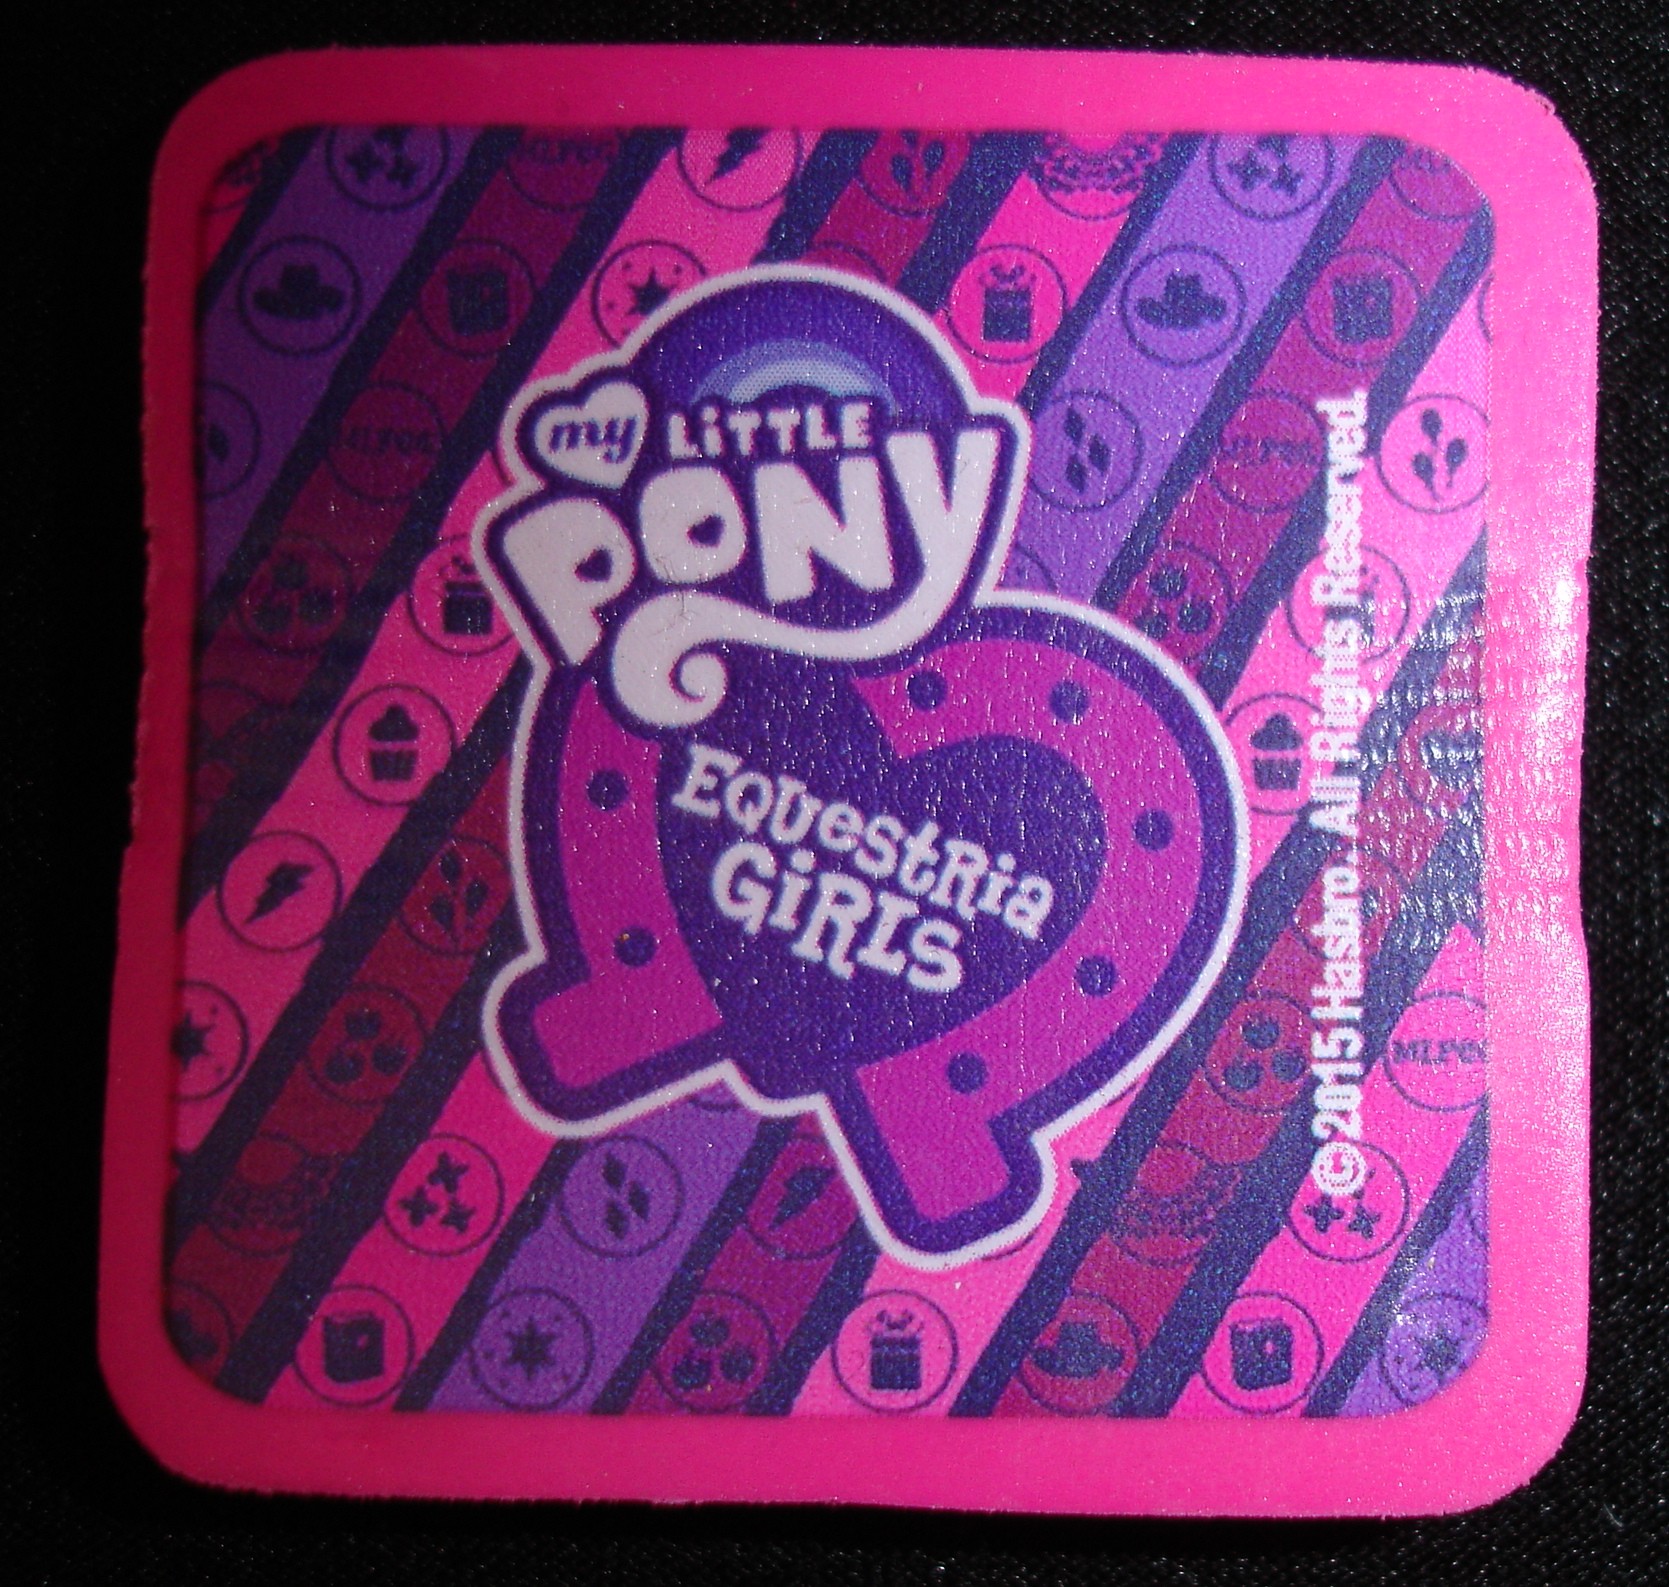 my LiTTLE
PONY
EQUestRia
GiRLS
©2015 Hasbro. All Rights Reserved.